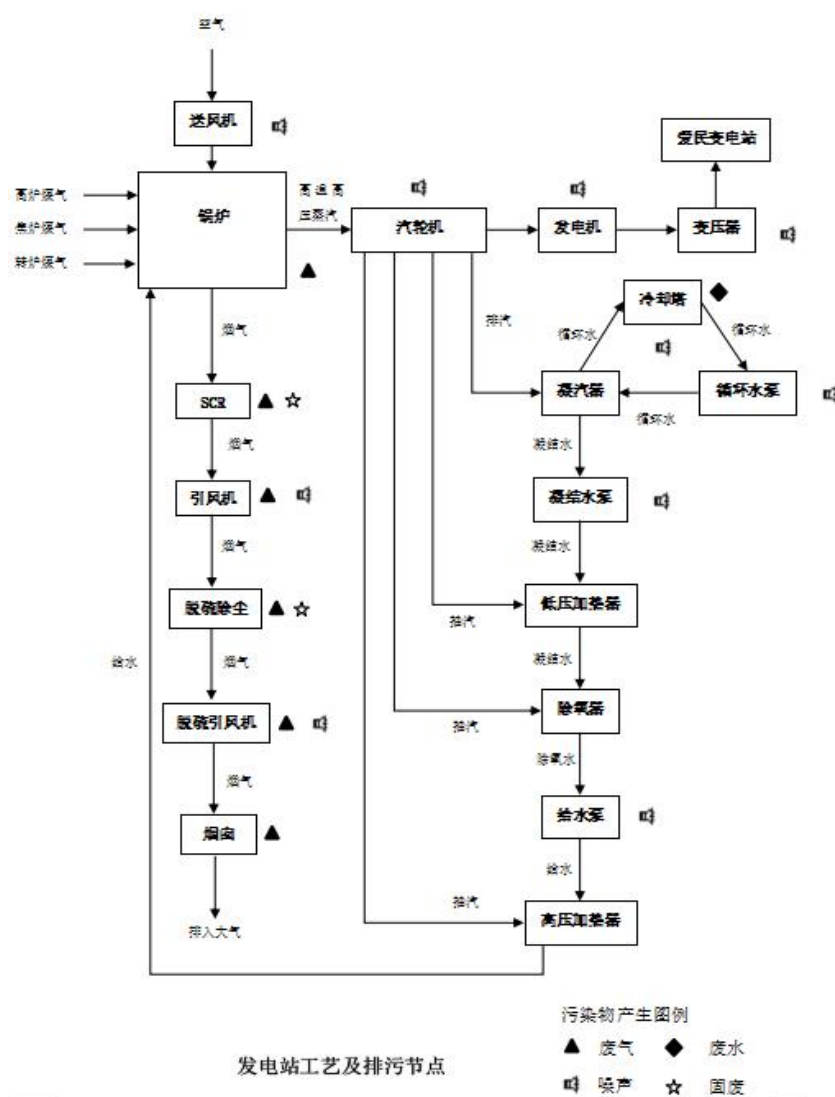 空气
送风机
爱民变电站
高炉煤气
焦炉煤气
转炉煤气
锅炉
高温高
压蒸汽
汽轮机
发电机
变压器
冷却塔
排汽
循环水
循环水
烟气
凝汽器
循环水泵
循环水
SCR
烟气
凝结水
引风机
凝结水泵
烟气
凝结水
脱硫除尘
低压加热器
抽汽
给水
烟气
凝结水
脱硫引风机
除氧器
抽汽
除氧水
烟气
烟囱
给水泵
给水
抽汽
高压加热器
排入大气
污染物产生图例
废气 废水
发电站工艺及排污节点
噪声 固废